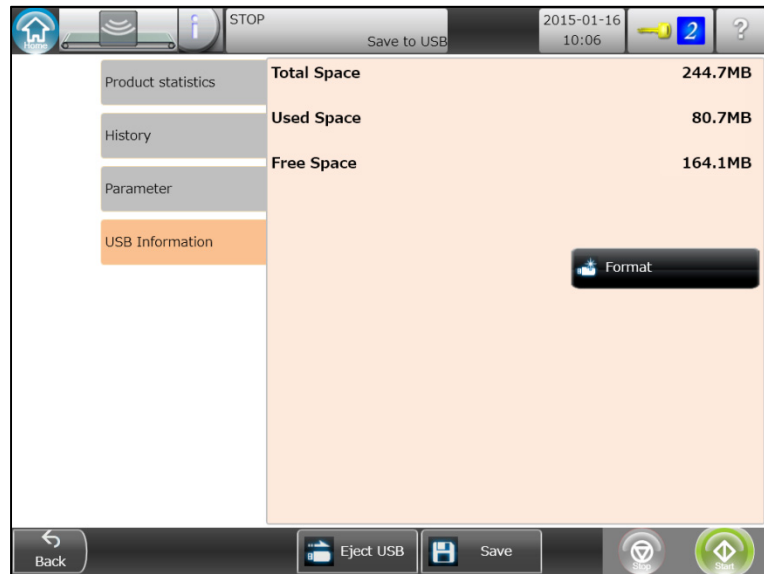 Home
i
STOP
Save to USB
2015-01-16
10:06
2
?
Product statistics
History
Parameter
USB Information
Total Space 244.7MB
Used Space 80.7MB
Free Space 164.1MB
Format
Back
Eject USB
Save
Stop
Start